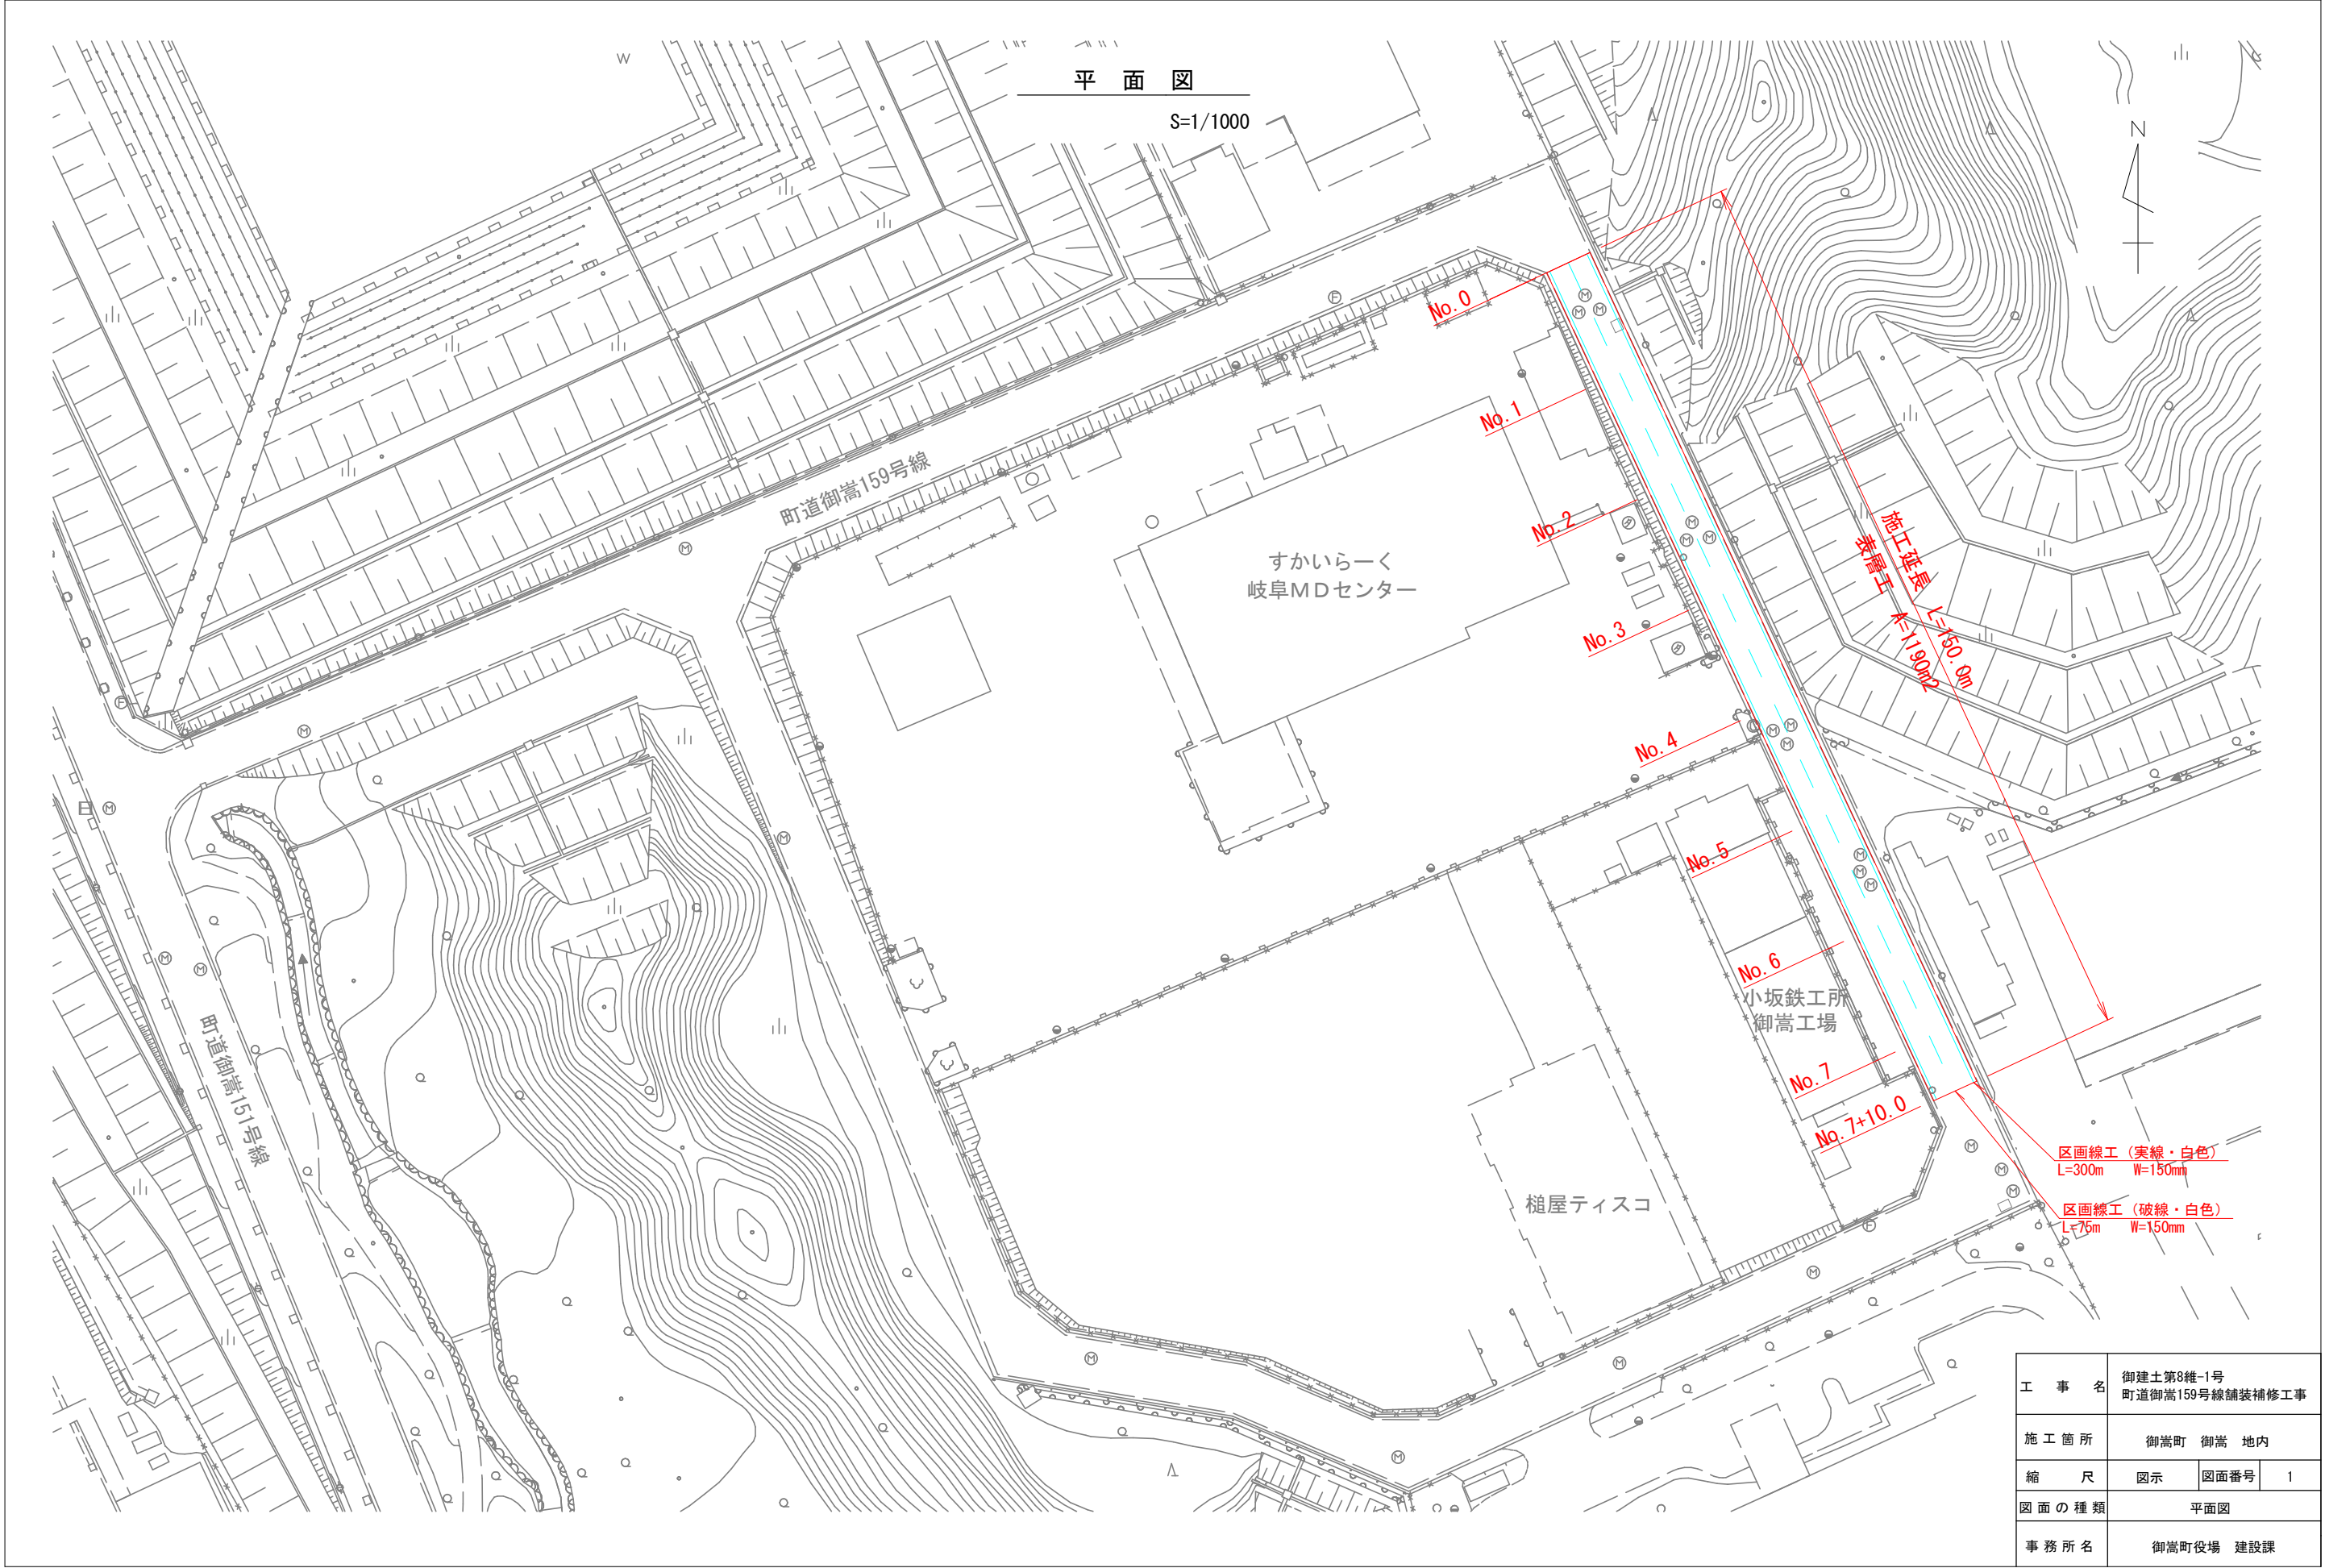 平 面 図
S=1/1000
N
No.0
No.1
No.2
No.3
No.4
No.5
No.6
No.7
No.7+10.0
町道御嵩159号線
すかいらーく
岐阜MDセンター
施工延長 L=150.0m
表層工 A=1190m2
小坂鉄工所
御嵩工場
町道御嵩151号線
槌屋ティスコ
区画線工（実線・白色）
L=300m W=150mm
区画線工（破線・白色）
L=75m W=150mm
工 事 名 御建土第8維-1号
町道御嵩159号線舗装補修工事
施工箇所 御嵩町 御嵩 地内
縮 尺 図示 図面番号 1
図面の種類 平面図
事務所名 御嵩町役場 建設課